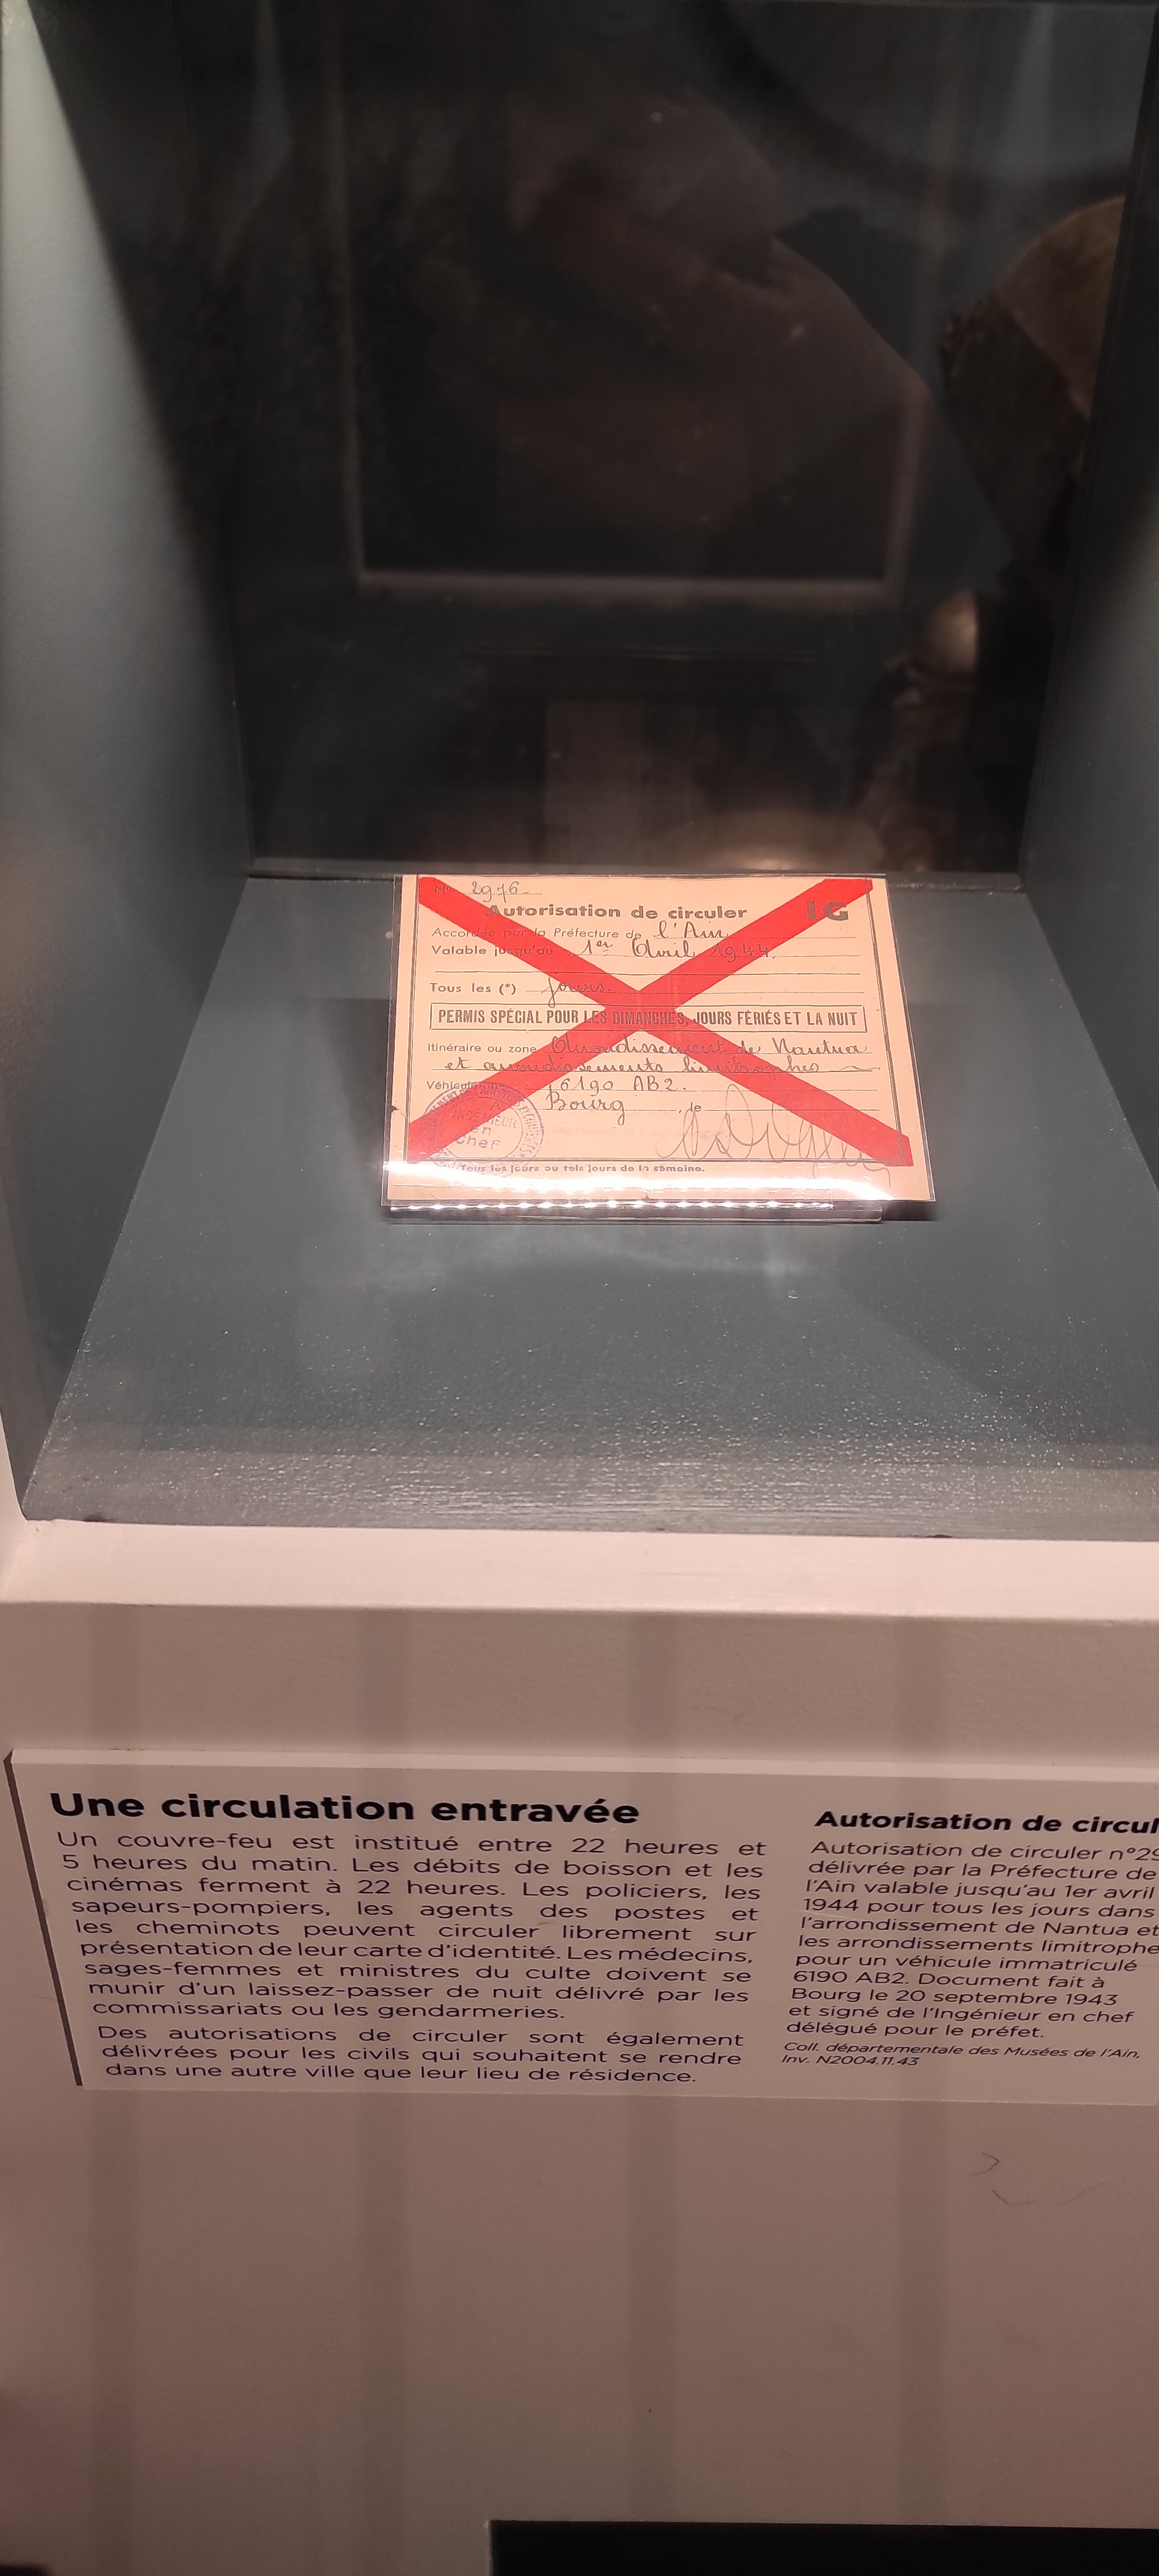 N° 2976
Autorisation de circuler IG
Accordée par la Préfecture de l'Ain
Valable jusqu'au 1er Avril 1944.
Tous les (*) jours.
PERMIS SPÉCIAL POUR LES DIMANCHES, JOURS FÉRIÉS ET LA NUIT
Itinéraire ou zone Arrondissement de Nantua
et arrondissements limitrophes
Véhicule 6190 AB2.
A Bourg, le
INGÉNIEUR
en
Chef
Tous les jours ou tels jours de la semaine.
Une circulation entravée
Un couvre-feu est institué entre 22 heures et
5 heures du matin. Les débits de boisson et les
cinémas ferment à 22 heures. Les policiers, les
sapeurs-pompiers, les agents des postes et
les cheminots peuvent circuler librement sur
présentation de leur carte d'identité. Les médecins,
sages-femmes et ministres du culte doivent se
munir d'un laissez-passer de nuit délivré par les
commissariats ou les gendarmeries.
Des autorisations de circuler sont également
délivrées pour les civils qui souhaitent se rendre
dans une autre ville que leur lieu de résidence.
Autorisation de circul
Autorisation de circuler n°29
délivrée par la Préfecture de
l'Ain valable jusqu'au 1er avril
1944 pour tous les jours dans
l'arrondissement de Nantua et
les arrondissements limitrophe
pour un véhicule immatriculé
6190 AB2. Document fait à
Bourg le 20 septembre 1943
et signé de l'Ingénieur en chef
délégué pour le préfet.
Coll. départementale des Musées de l'Ain,
Inv. N2004.11.43